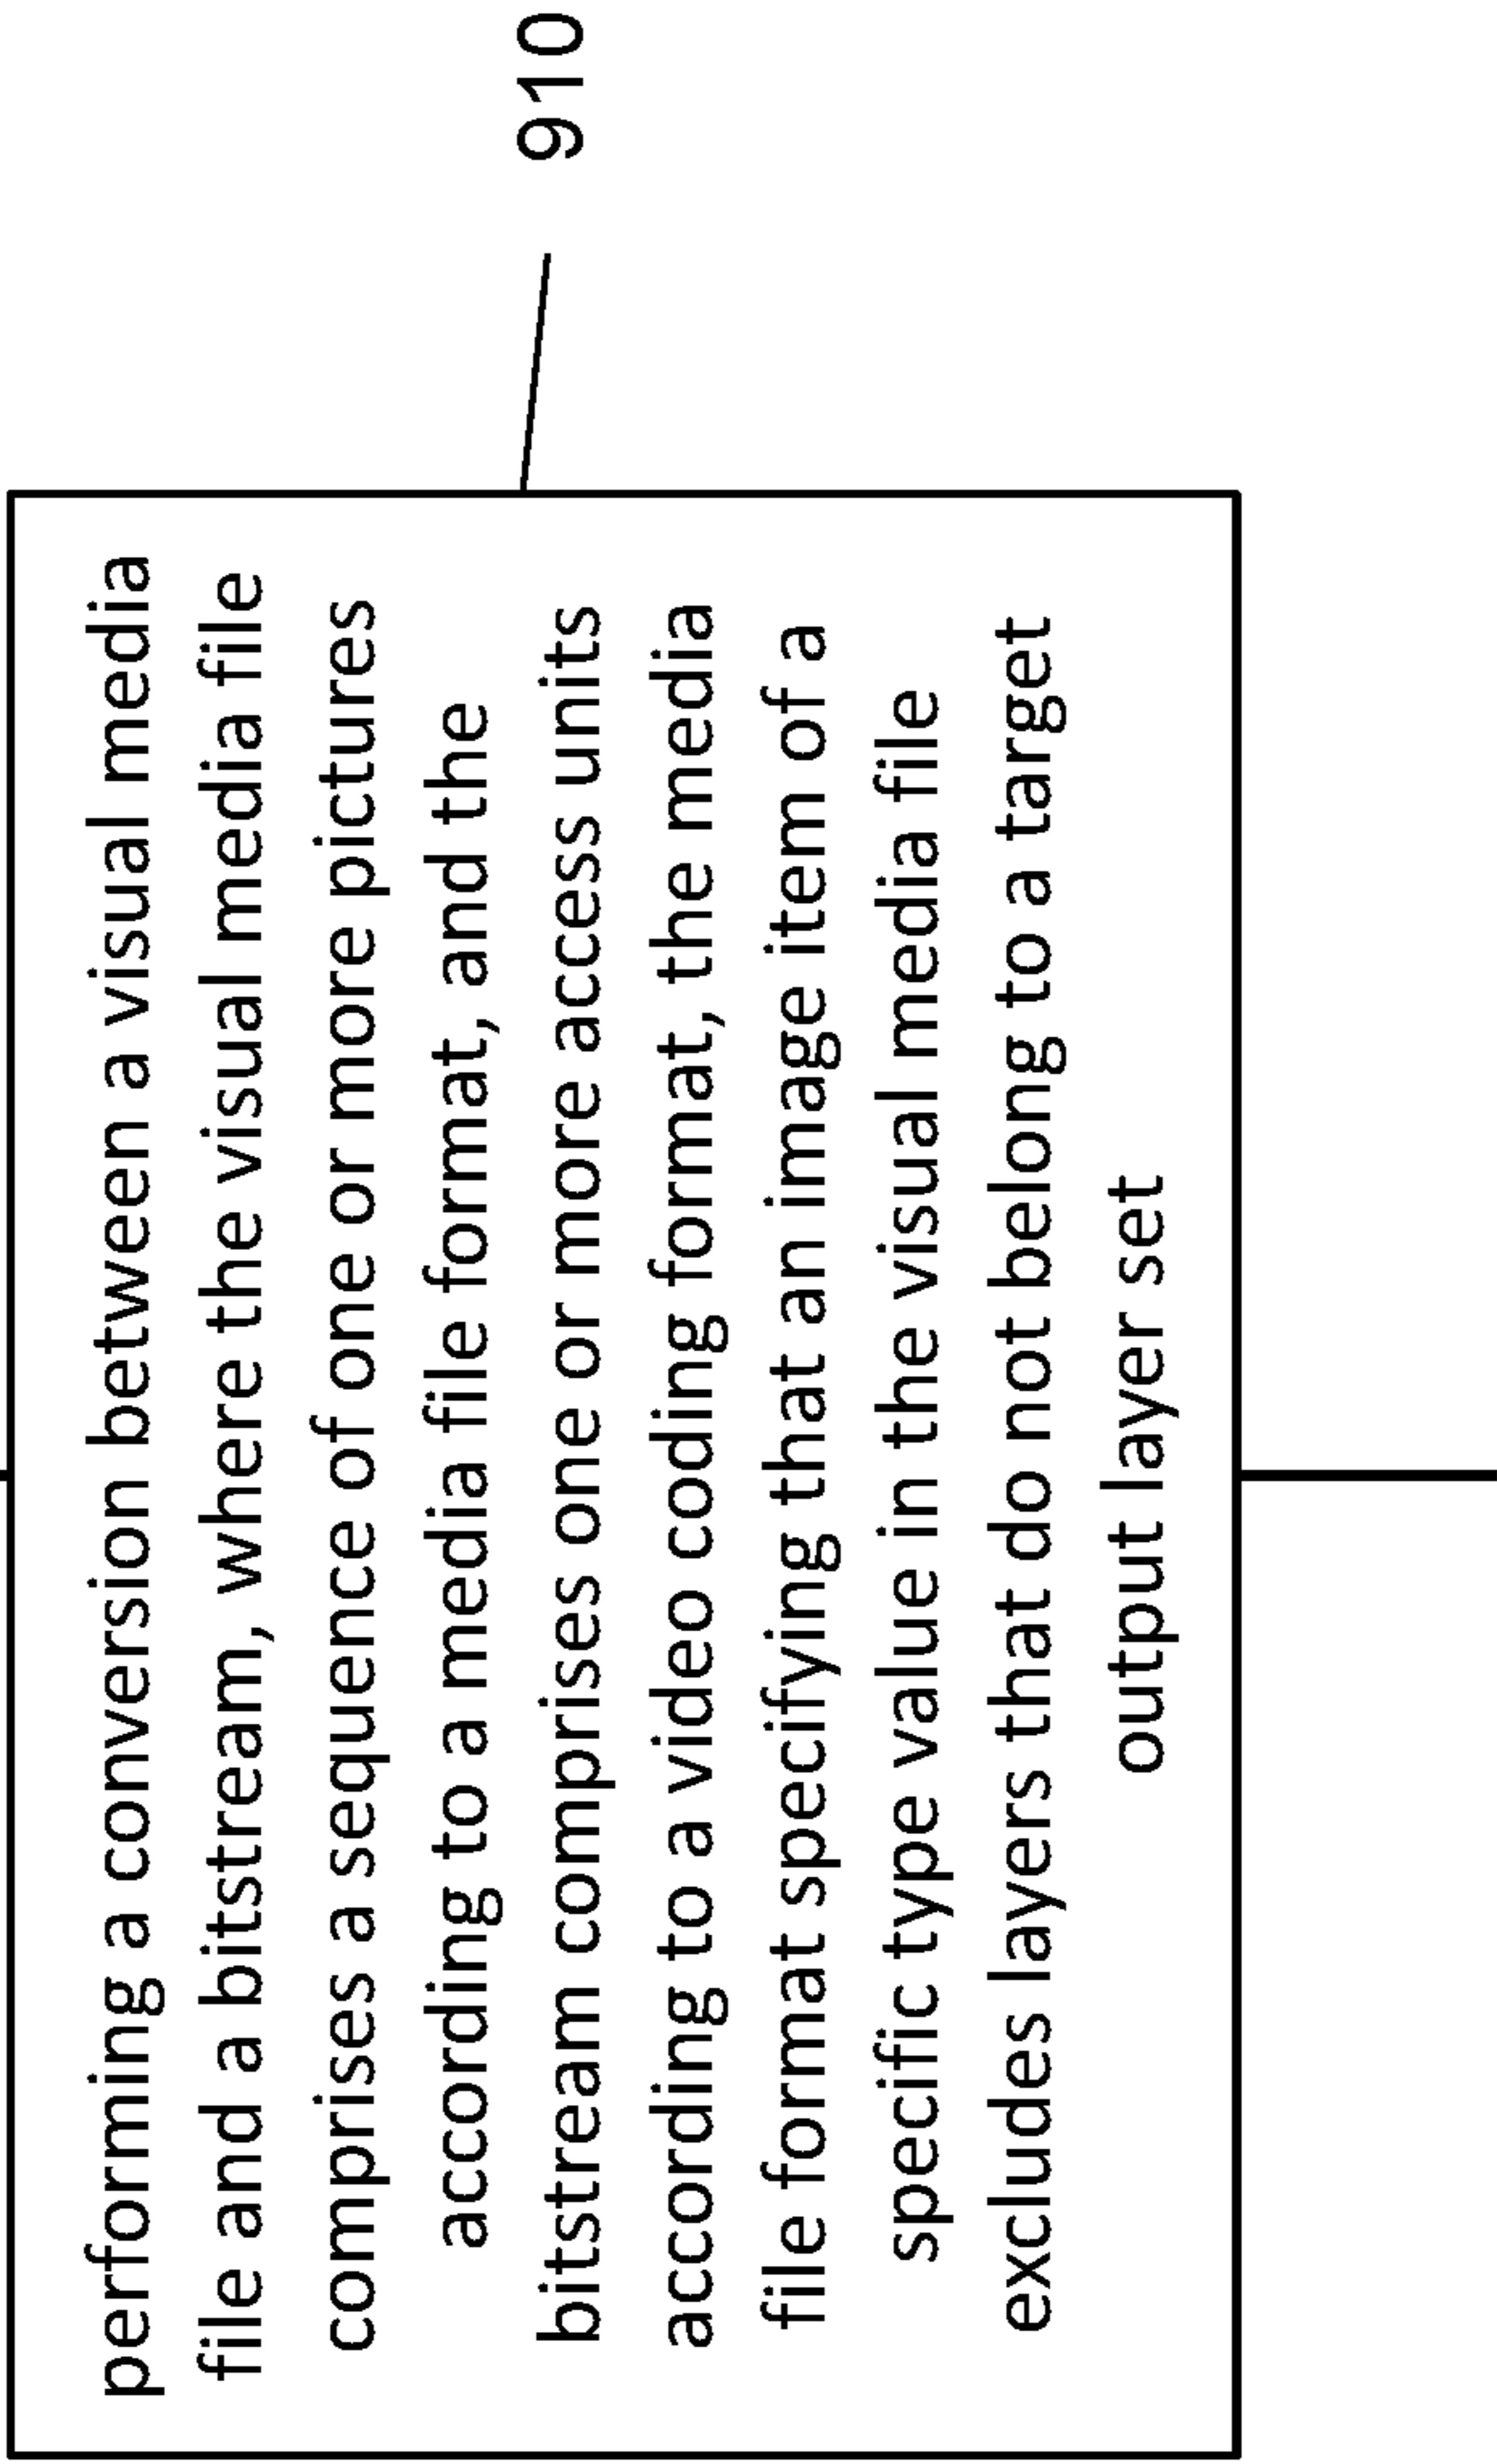 performing a conversion between a visual media
file and a bitstream, where the visual media file
comprises a sequence of one or more pictures
according to a media file format, and the
bitstream comprises one or more access units
according to a video coding format, the media
file format specifying that an image item of a
specific type value in the visual media file
excludes layers that do not belong to a target
output layer set
910